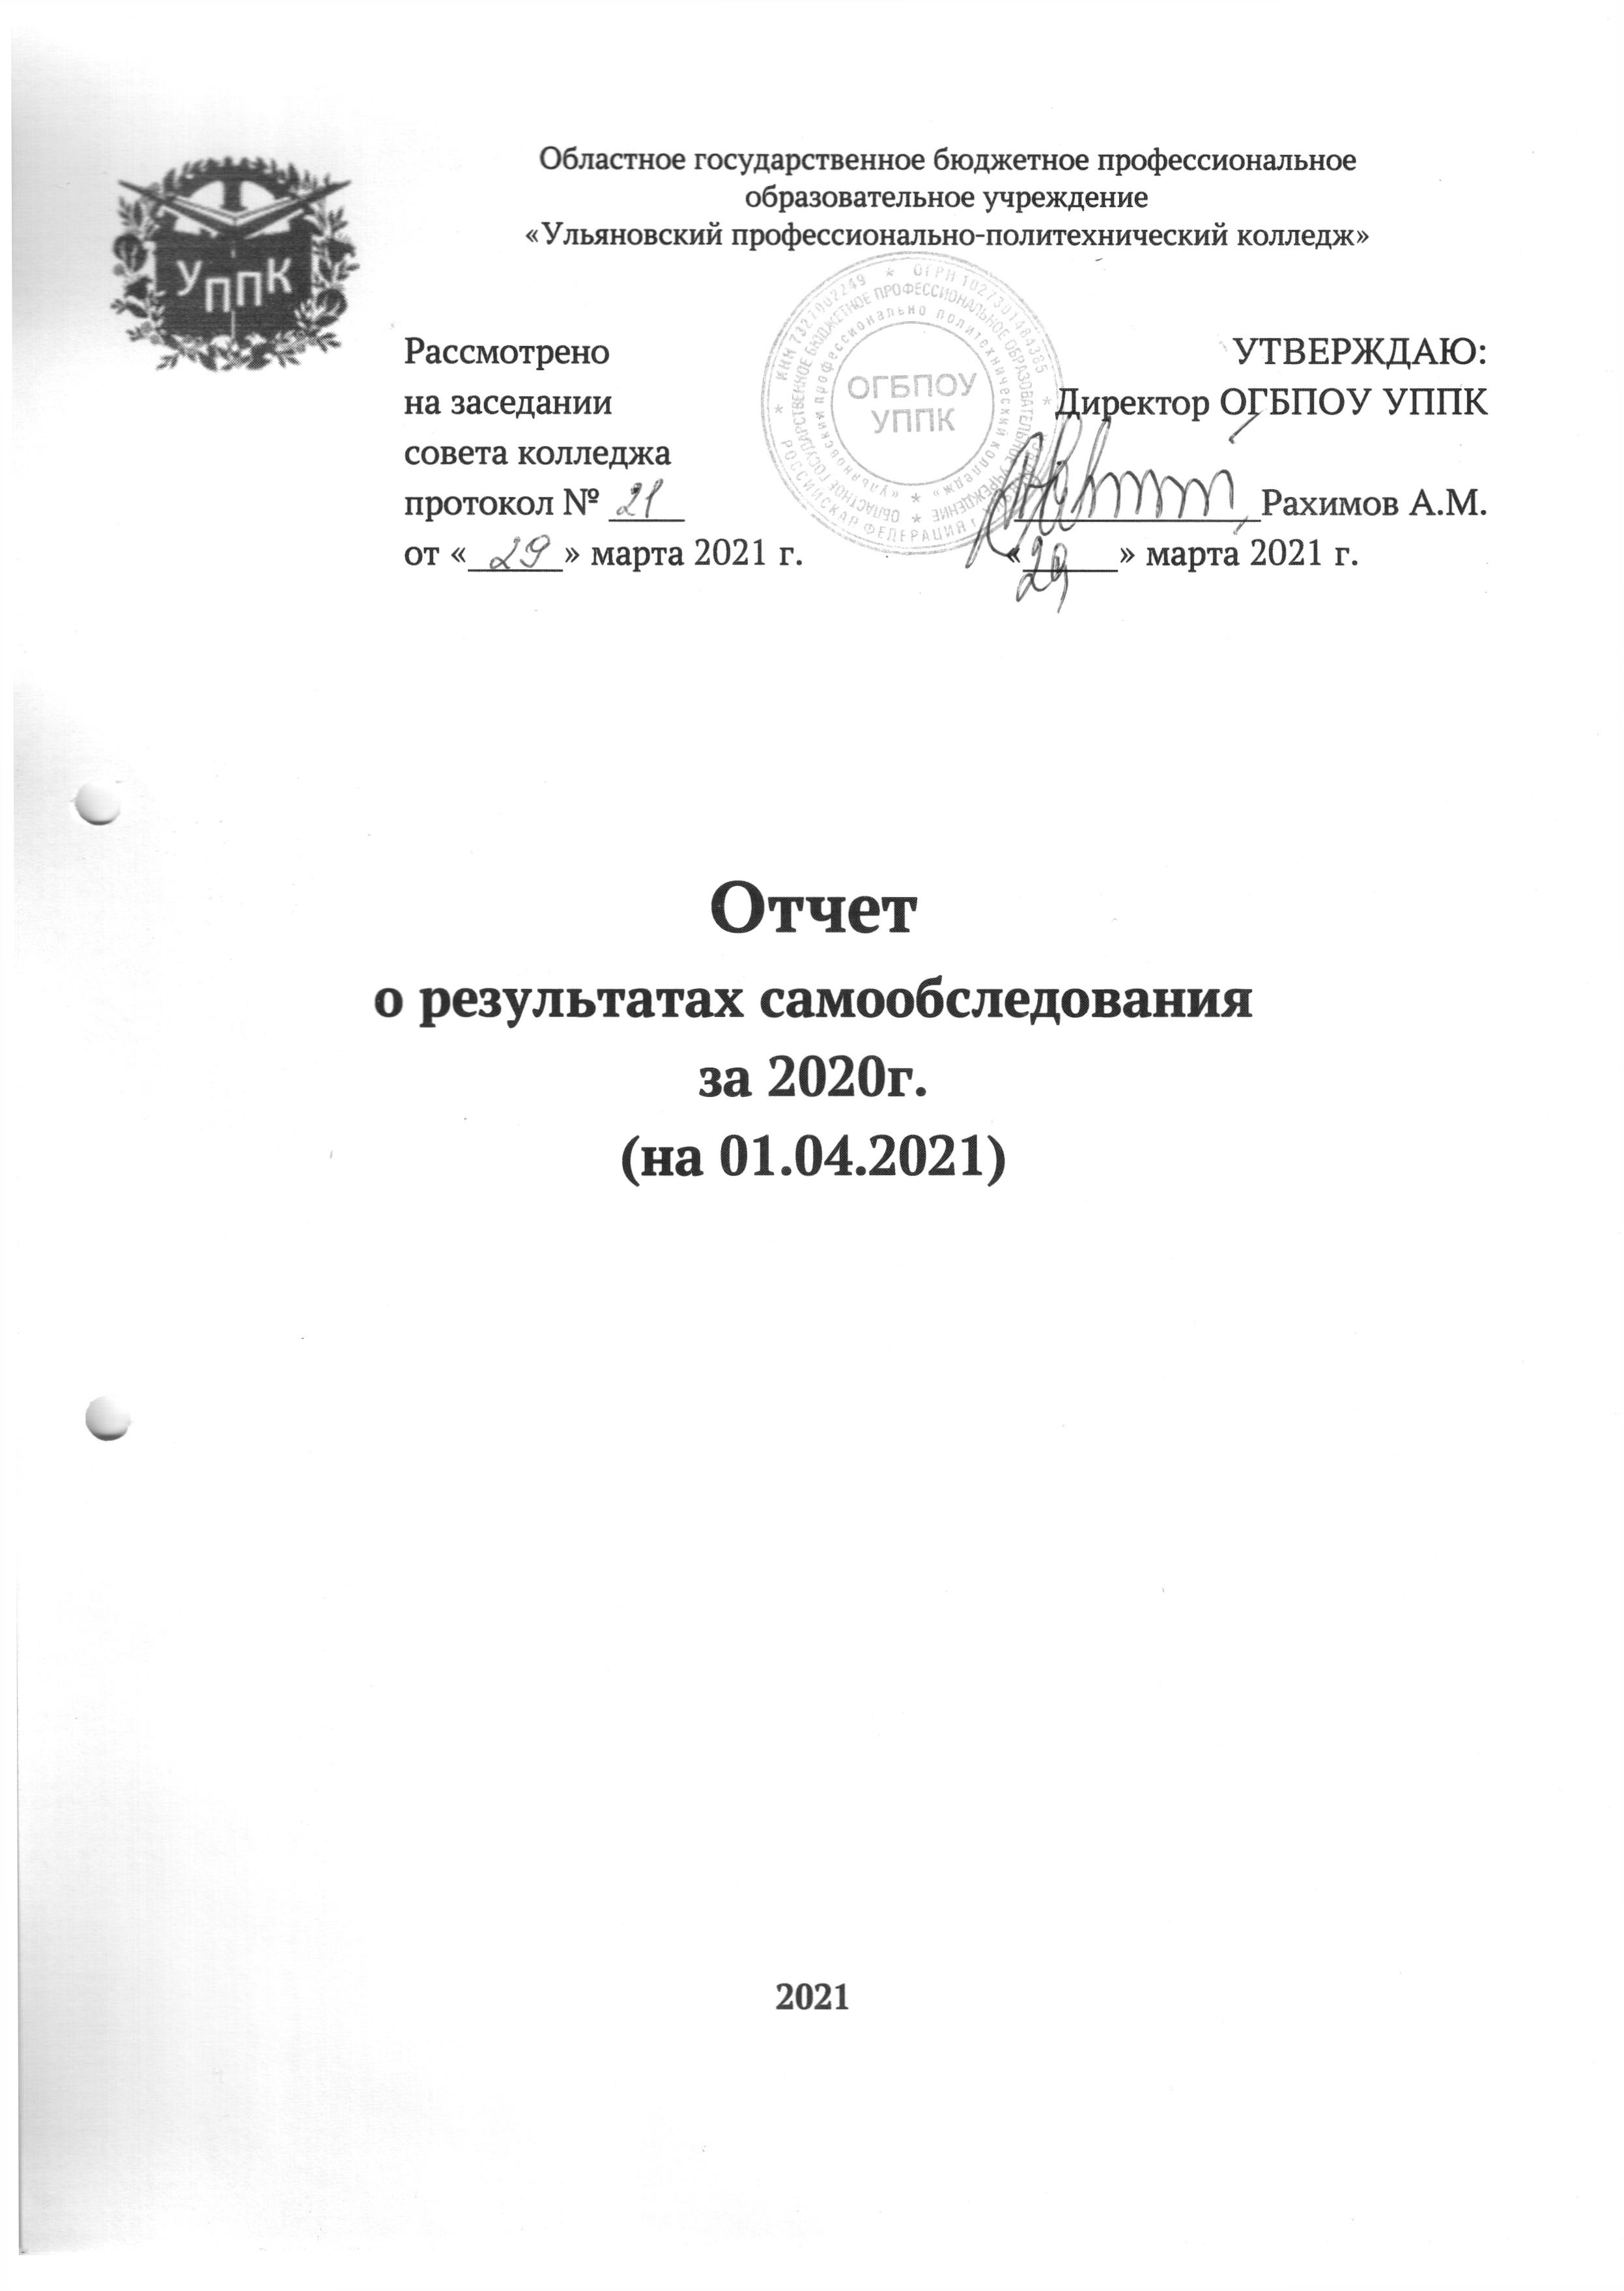 Областное государственное бюджетное профессиональное
образовательное учреждение
«Ульяновский профессионально-политехнический колледж»
УППК
Рассмотрено
на заседании
совета колледжа
протокол № 21
от «29» марта 2021 г.
ОГБПОУ
УППК
УТВЕРЖДАЮ:
Директор ОГБПОУ УППК
Рахимов А.М.
«29» марта 2021 г.
Отчет
о результатах самообследования
за 2020г.
(на 01.04.2021)
2021